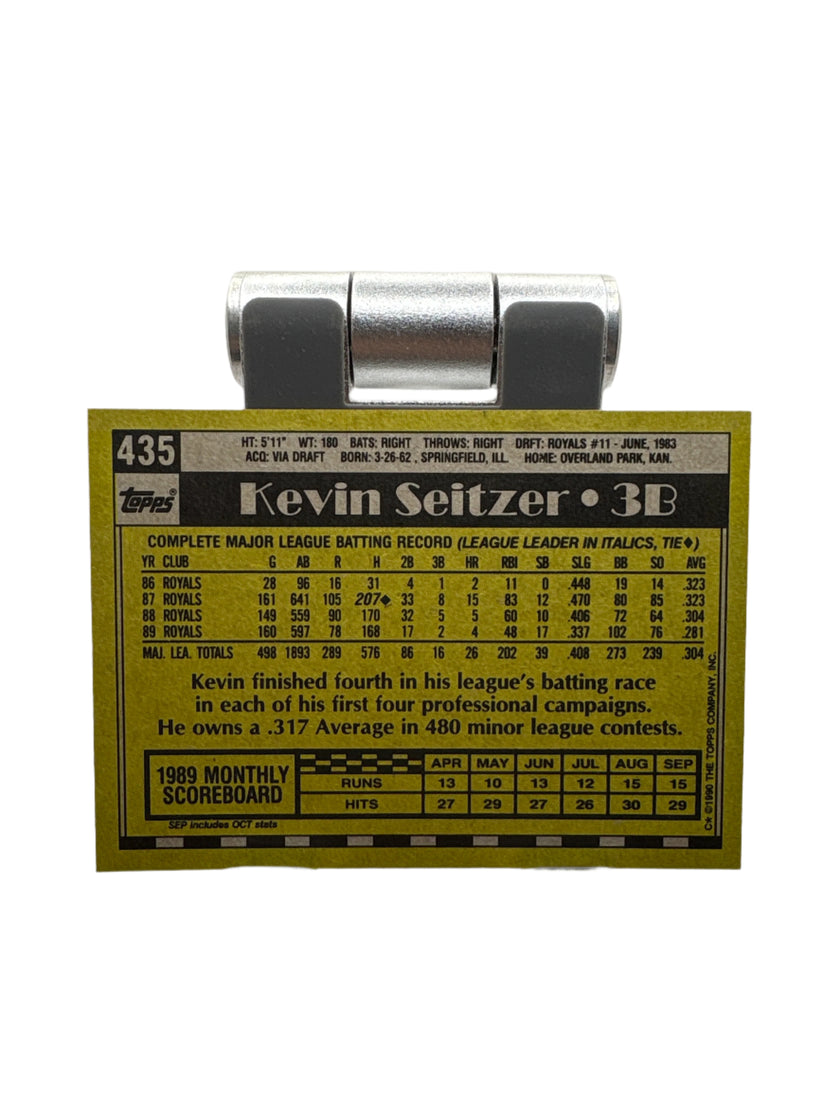 435
HT: 5'11" WT: 180 BATS: RIGHT THROWS: RIGHT DRFT: ROYALS #11 - JUNE, 1983
ACQ: VIA DRAFT BORN: 3-26-62 , SPRINGFIELD, ILL. HOME: OVERLAND PARK, KAN.
Topps®
Kevin Seitzer • 3B
COMPLETE MAJOR LEAGUE BATTING RECORD (LEAGUE LEADER IN ITALICS, TIE♦)
YR CLUB G AB R H 2B 3B HR RBI SB SLG BB SO AVG
86 ROYALS 28 96 16 31 4 1 2 11 0 .448 19 14 .323
87 ROYALS 161 641 105 207♦ 33 8 15 83 12 .470 80 85 .323
88 ROYALS 149 559 90 170 32 5 5 60 10 .406 72 64 .304
89 ROYALS 160 597 78 168 17 2 4 48 17 .337 102 76 .281
MAJ. LEA. TOTALS 498 1893 289 576 86 16 26 202 39 .408 273 239 .304
Kevin finished fourth in his league's batting race
in each of his first four professional campaigns.
He owns a .317 Average in 480 minor league contests.
1989 MONTHLY SCOREBOARD
APR MAY JUN JUL AUG SEP
RUNS 13 10 13 12 15 15
HITS 27 29 27 26 30 29
SEP includes OCT stats
C* ©1990 THE TOPPS COMPANY, INC.